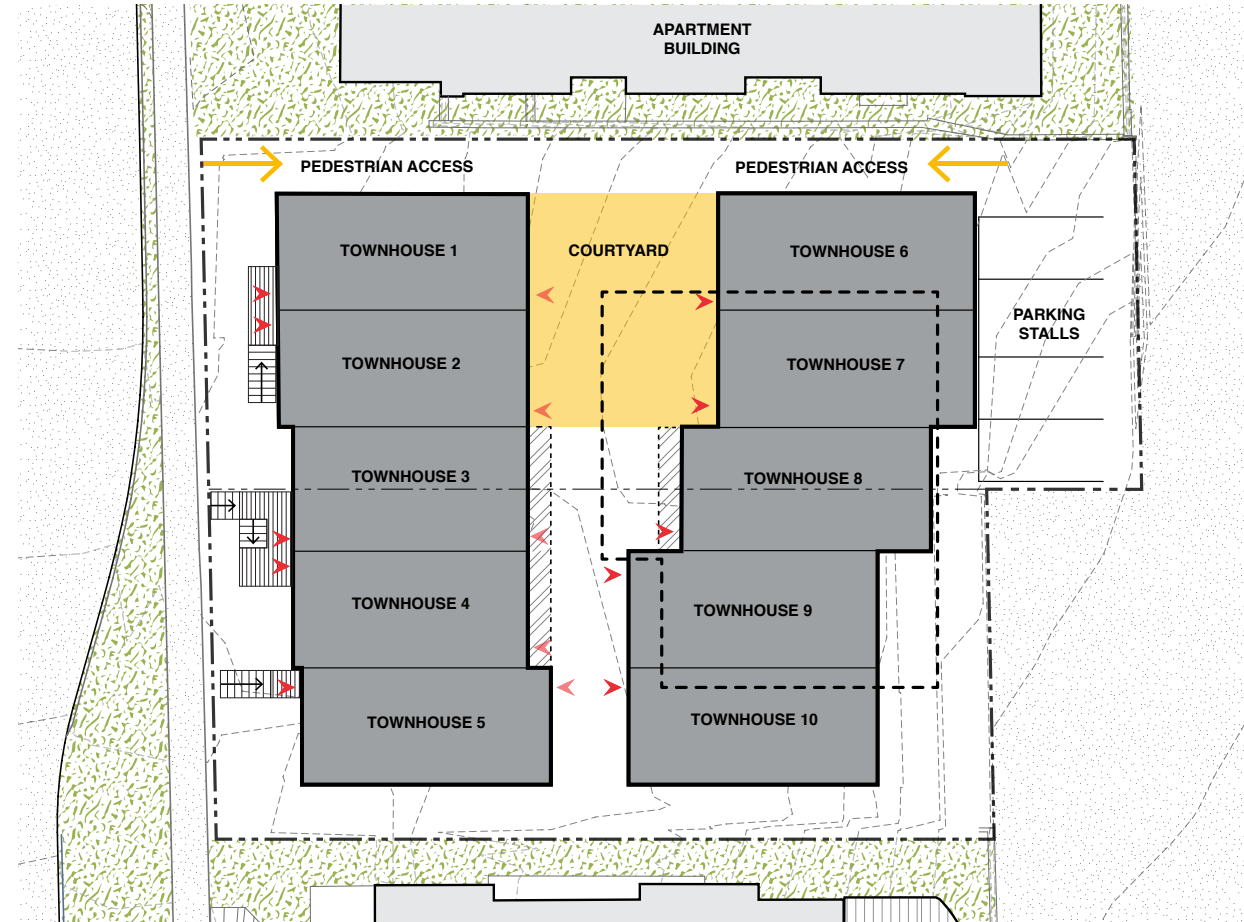 APARTMENT
BUILDING
PEDESTRIAN ACCESS
PEDESTRIAN ACCESS
TOWNHOUSE 1
COURTYARD
TOWNHOUSE 6
PARKING
STALLS
TOWNHOUSE 2
TOWNHOUSE 7
TOWNHOUSE 3
TOWNHOUSE 8
TOWNHOUSE 4
TOWNHOUSE 9
TOWNHOUSE 5
TOWNHOUSE 10